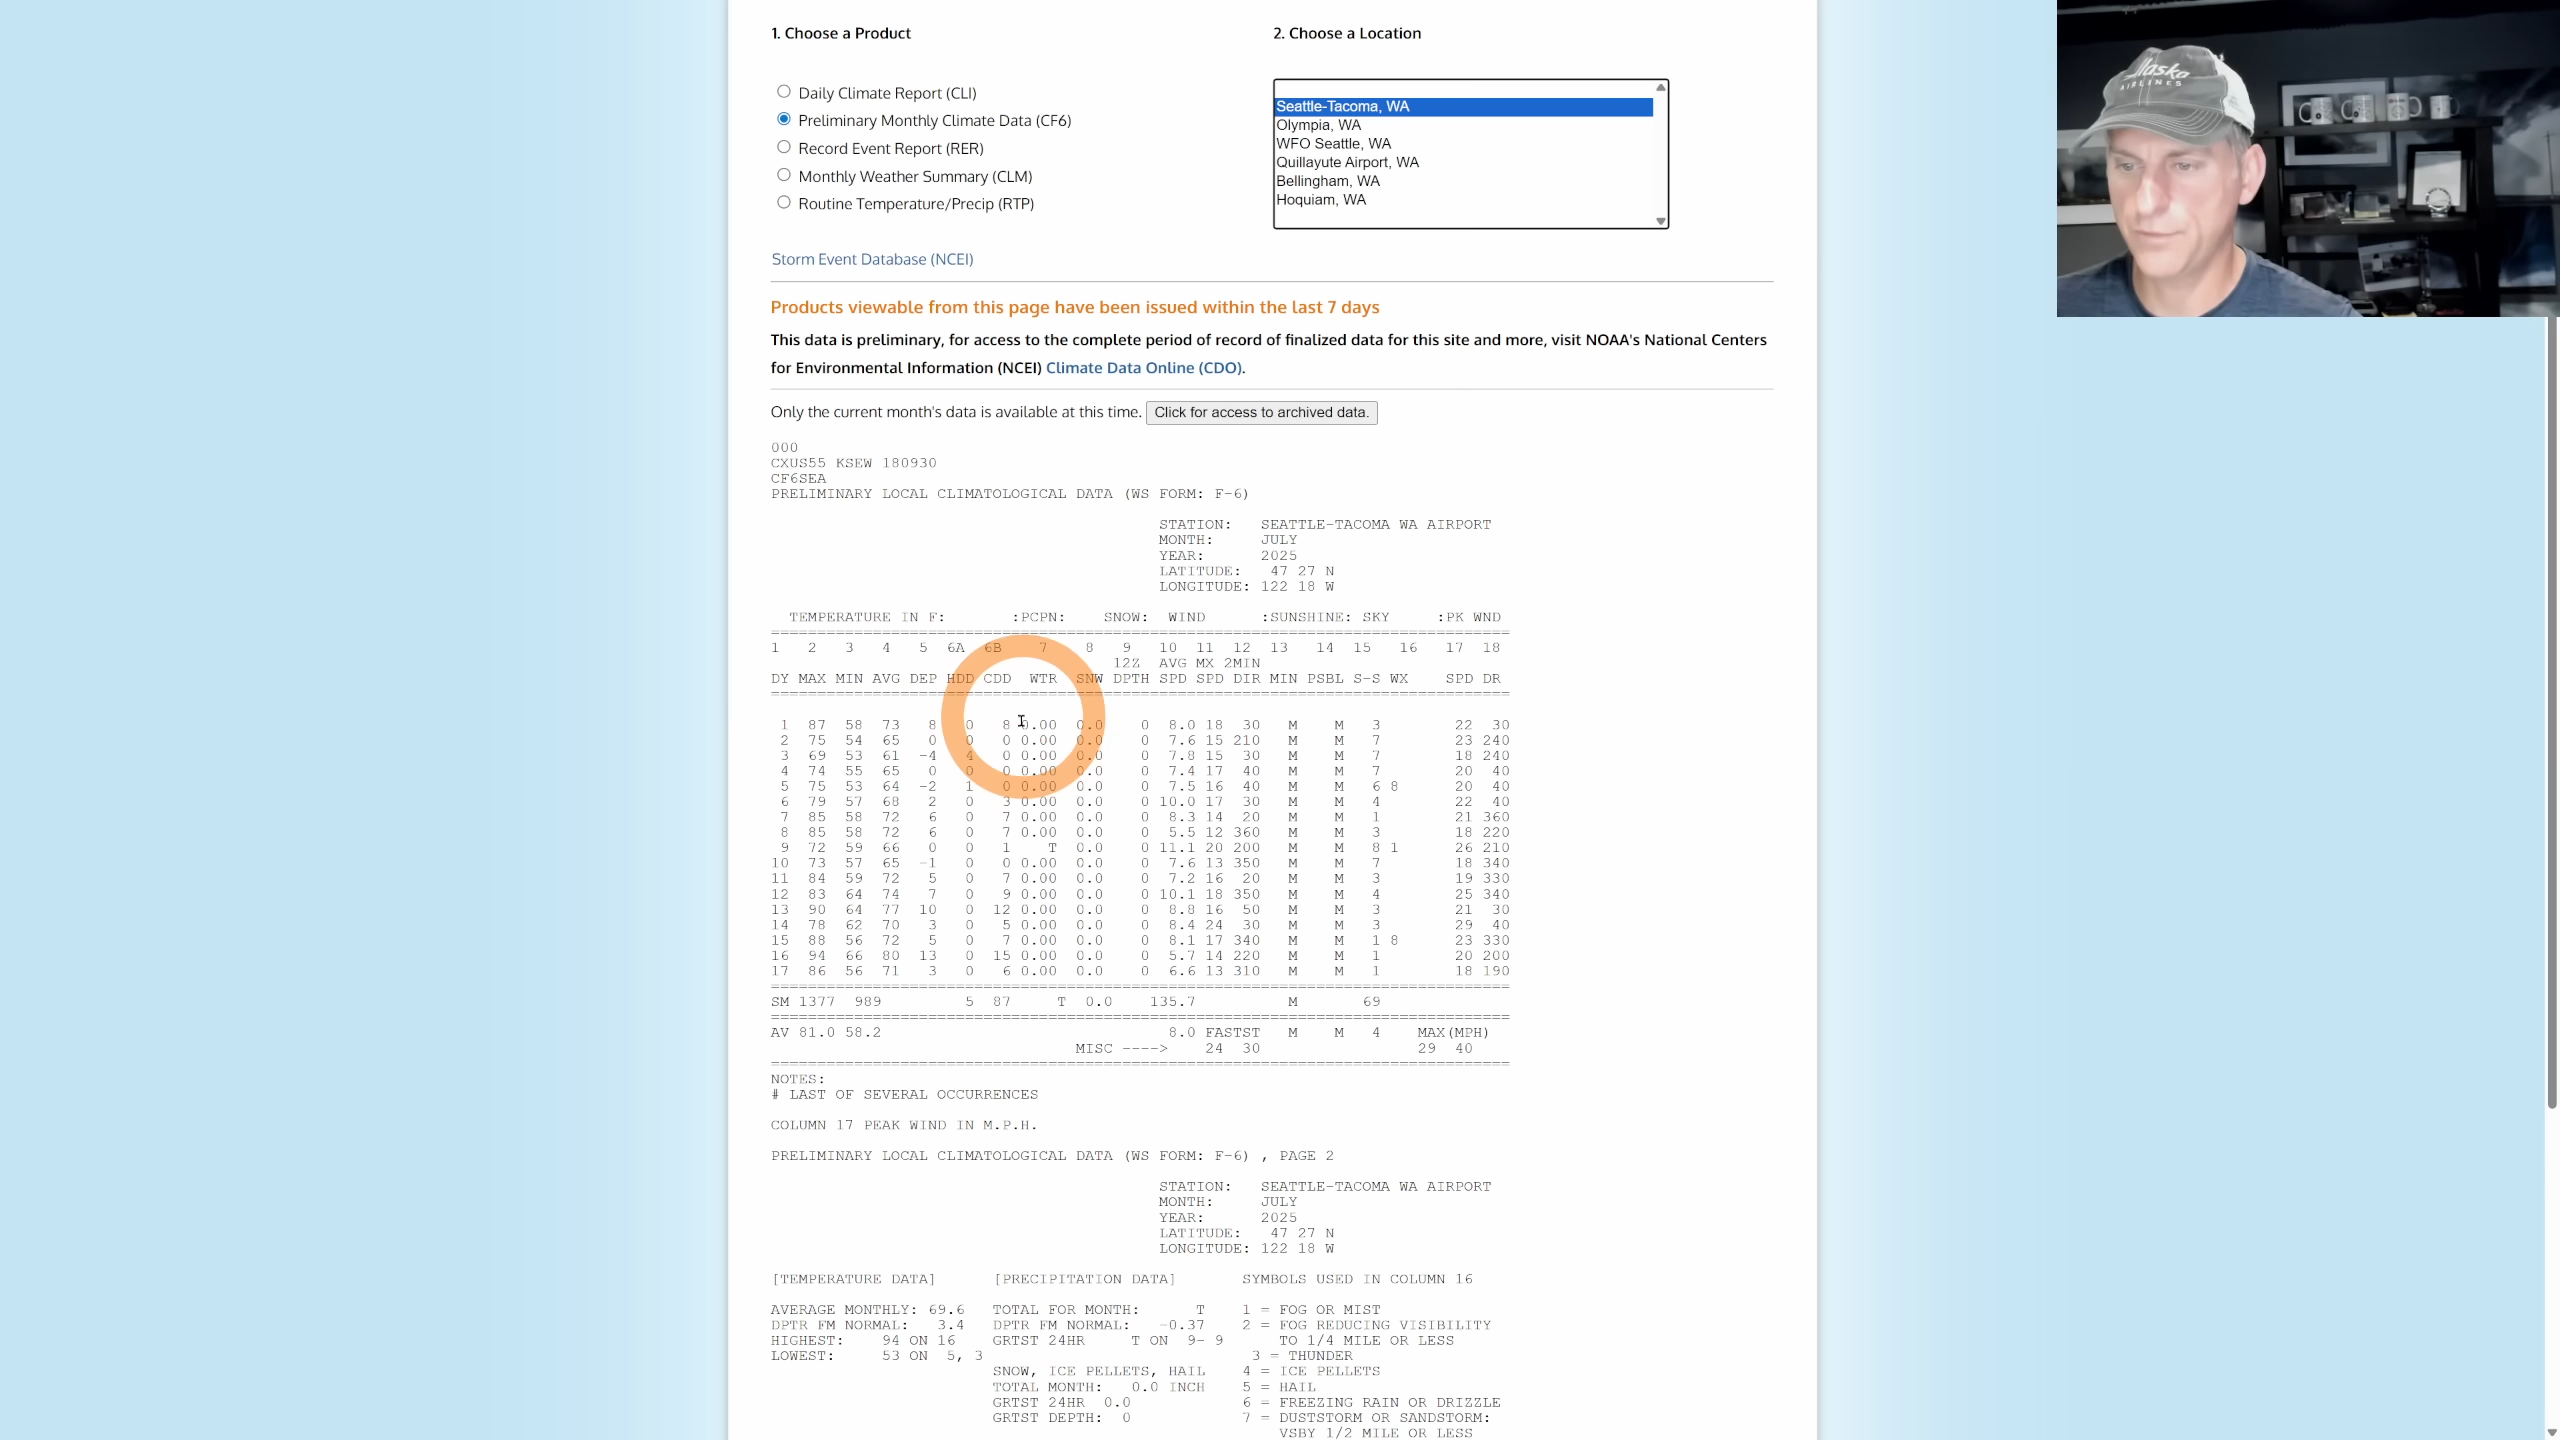 1. Choose a Product
2. Choose a Location
Daily Climate Report (CLI)
Preliminary Monthly Climate Data (CF6)
Record Event Report (RER)
Monthly Weather Summary (CLM)
Routine Temperature/Precip (RTP)
Seattle-Tacoma, WA
Olympia, WA
WFO Seattle, WA
Quillayute Airport, WA
Bellingham, WA
Hoquiam, WA
Alaska
AIRLINES
Storm Event Database (NCEI)
Products viewable from this page have been issued within the last 7 days
This data is preliminary, for access to the complete period of record of finalized data for this site and more, visit NOAA's National Centers
for Environmental Information (NCEI) Climate Data Online (CDO).
Only the current month's data is available at this time. Click for access to archived data.
000
CXUS55 KSEW 180930
CF6SEA
PRELIMINARY LOCAL CLIMATOLOGICAL DATA (WS FORM: F-6)
STATION: SEATTLE-TACOMA WA AIRPORT
MONTH: JULY
YEAR: 2025
LATITUDE: 47 27 N
LONGITUDE: 122 18 W
TEMPERATURE IN F: :PCPN: SNOW: WIND :SUNSHINE: SKY :PK WND
================================================================================
1 2 3 4 5 6A 6B 7 8 9 10 11 12 13 14 15 16 17 18
12Z AVG MX 2MIN
DY MAX MIN AVG DEP HDD CDD WTR SNW DPTH SPD SPD DIR MIN PSBL S-S WX SPD DR
================================================================================
1 87 58 73 8 0 8 0.00 0.0 0 8.0 18 30 M M 3 22 30
2 75 54 65 0 0 0 0.00 0.0 0 7.6 15 210 M M 7 23 240
3 69 53 61 -4 4 0 0.00 0.0 0 7.8 15 30 M M 7 18 240
4 74 55 65 0 0 0 0.00 0.0 0 7.4 17 40 M M 7 20 40
5 75 53 64 -2 1 0 0.00 0.0 0 7.5 16 40 M M 6 8 20 40
6 79 57 68 2 0 3 0.00 0.0 0 10.0 17 30 M M 4 22 40
7 85 58 72 6 0 7 0.00 0.0 0 8.3 14 20 M M 1 21 360
8 85 58 72 6 0 7 0.00 0.0 0 5.5 12 360 M M 3 18 220
9 72 59 66 0 0 1 T 0.0 0 11.1 20 200 M M 8 1 26 210
10 73 57 65 -1 0 0 0.00 0.0 0 7.6 13 350 M M 7 18 340
11 84 59 72 5 0 7 0.00 0.0 0 7.2 16 20 M M 3 19 330
12 83 64 74 7 0 9 0.00 0.0 0 10.1 18 350 M M 4 25 340
13 90 64 77 10 0 12 0.00 0.0 0 8.8 16 50 M M 3 21 30
14 78 62 70 3 0 5 0.00 0.0 0 8.4 24 30 M M 3 29 40
15 88 56 72 5 0 7 0.00 0.0 0 8.1 17 340 M M 1 8 23 330
16 94 66 80 13 0 15 0.00 0.0 0 5.7 14 220 M M 1 20 200
17 86 56 71 3 0 6 0.00 0.0 0 6.6 13 310 M M 1 18 190
================================================================================
SM 1377 989 5 87 T 0.0 135.7 M 69
================================================================================
AV 81.0 58.2 8.0 FASTST M M 4 MAX(MPH)
MISC ----> 24 30 29 40
================================================================================
NOTES:
# LAST OF SEVERAL OCCURRENCES
COLUMN 17 PEAK WIND IN M.P.H.
PRELIMINARY LOCAL CLIMATOLOGICAL DATA (WS FORM: F-6) , PAGE 2
STATION: SEATTLE-TACOMA WA AIRPORT
MONTH: JULY
YEAR: 2025
LATITUDE: 47 27 N
LONGITUDE: 122 18 W
[TEMPERATURE DATA] [PRECIPITATION DATA] SYMBOLS USED IN COLUMN 16
AVERAGE MONTHLY: 69.6 TOTAL FOR MONTH: T 1 = FOG OR MIST
DPTR FM NORMAL: 3.4 DPTR FM NORMAL: -0.37 2 = FOG REDUCING VISIBILITY
HIGHEST: 94 ON 16 GRTST 24HR T ON 9- 9 TO 1/4 MILE OR LESS
LOWEST: 53 ON 5, 3 3 = THUNDER
SNOW, ICE PELLETS, HAIL 4 = ICE PELLETS
TOTAL MONTH: 0.0 INCH 5 = HAIL
GRTST 24HR 0.0 6 = FREEZING RAIN OR DRIZZLE
GRTST DEPTH: 0 7 = DUSTSTORM OR SANDSTORM:
VSBY 1/2 MILE OR LESS